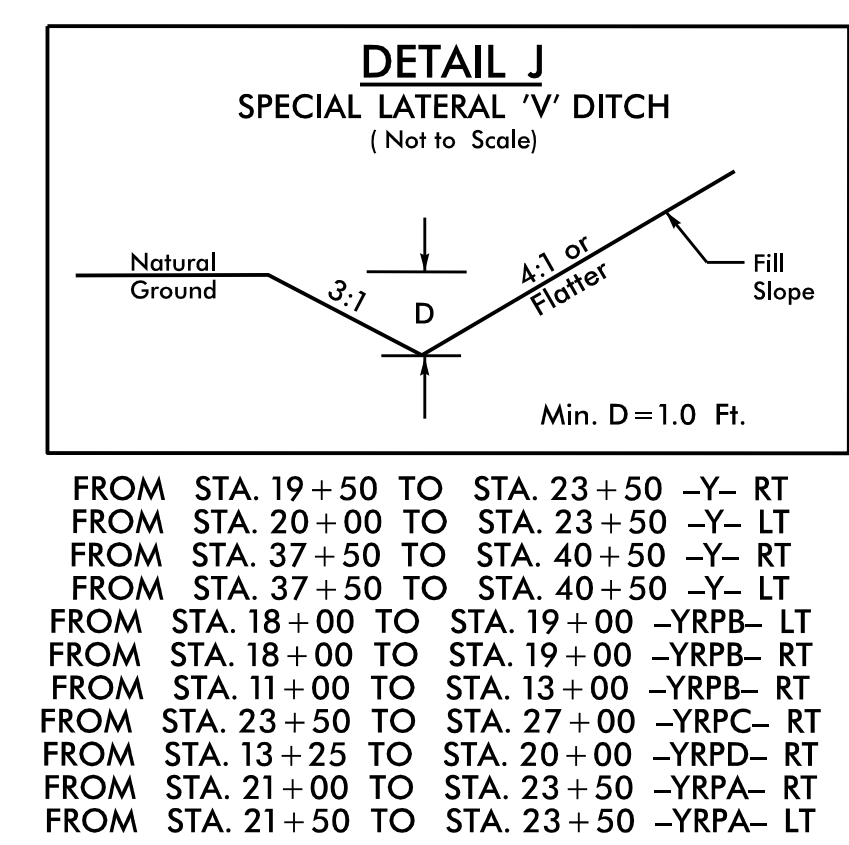 DETAIL J
SPECIAL LATERAL 'V' DITCH
( Not to Scale)
Natural
Ground
3:1
D
4:1 or
Flatter
Fill
Slope
Min. D=1.0 Ft.
FROM STA. 19+50 TO STA. 23+50 –Y– RT
FROM STA. 20+00 TO STA. 23+50 –Y– LT
FROM STA. 37+50 TO STA. 40+50 –Y– RT
FROM STA. 37+50 TO STA. 40+50 –Y– LT
FROM STA. 18+00 TO STA. 19+00 –YRPB– LT
FROM STA. 18+00 TO STA. 19+00 –YRPB– RT
FROM STA. 11+00 TO STA. 13+00 –YRPB– RT
FROM STA. 23+50 TO STA. 27+00 –YRPC– RT
FROM STA. 13+25 TO STA. 20+00 –YRPD– RT
FROM STA. 21+00 TO STA. 23+50 –YRPA– RT
FROM STA. 21+50 TO STA. 23+50 –YRPA– LT